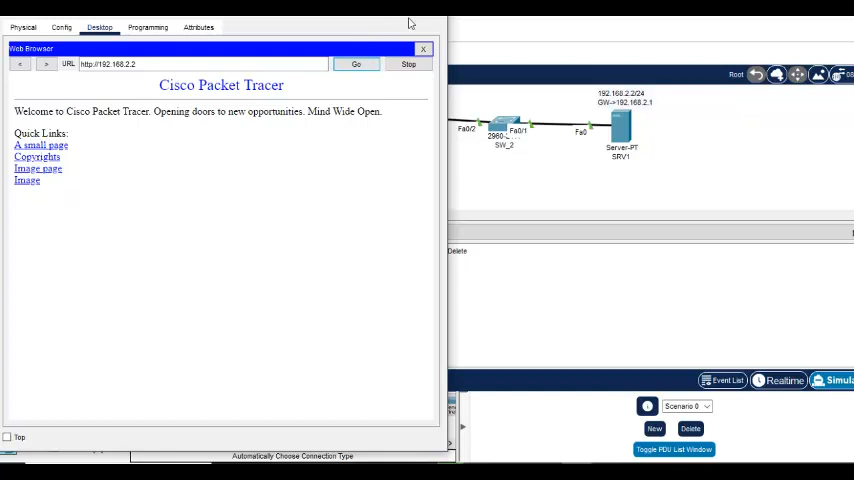 Physical Config Desktop Programming Attributes
Web Browser X
< > URL http://192.168.2.2 Go Stop
Cisco Packet Tracer
Welcome to Cisco Packet Tracer. Opening doors to new opportunities. Mind Wide Open.
Quick Links:
A small page
Copyrights
Image page
Image
Top
Root
192.168.2.2/24
GW->192.168.2.1
Fa0/2 Fa0/1 Fa0
SW_2
Server-PT
SRV1
Delete
Event List Realtime Simula
Scenario 0
New Delete
Toggle PDU List Window
Automatically Choose Connection Type